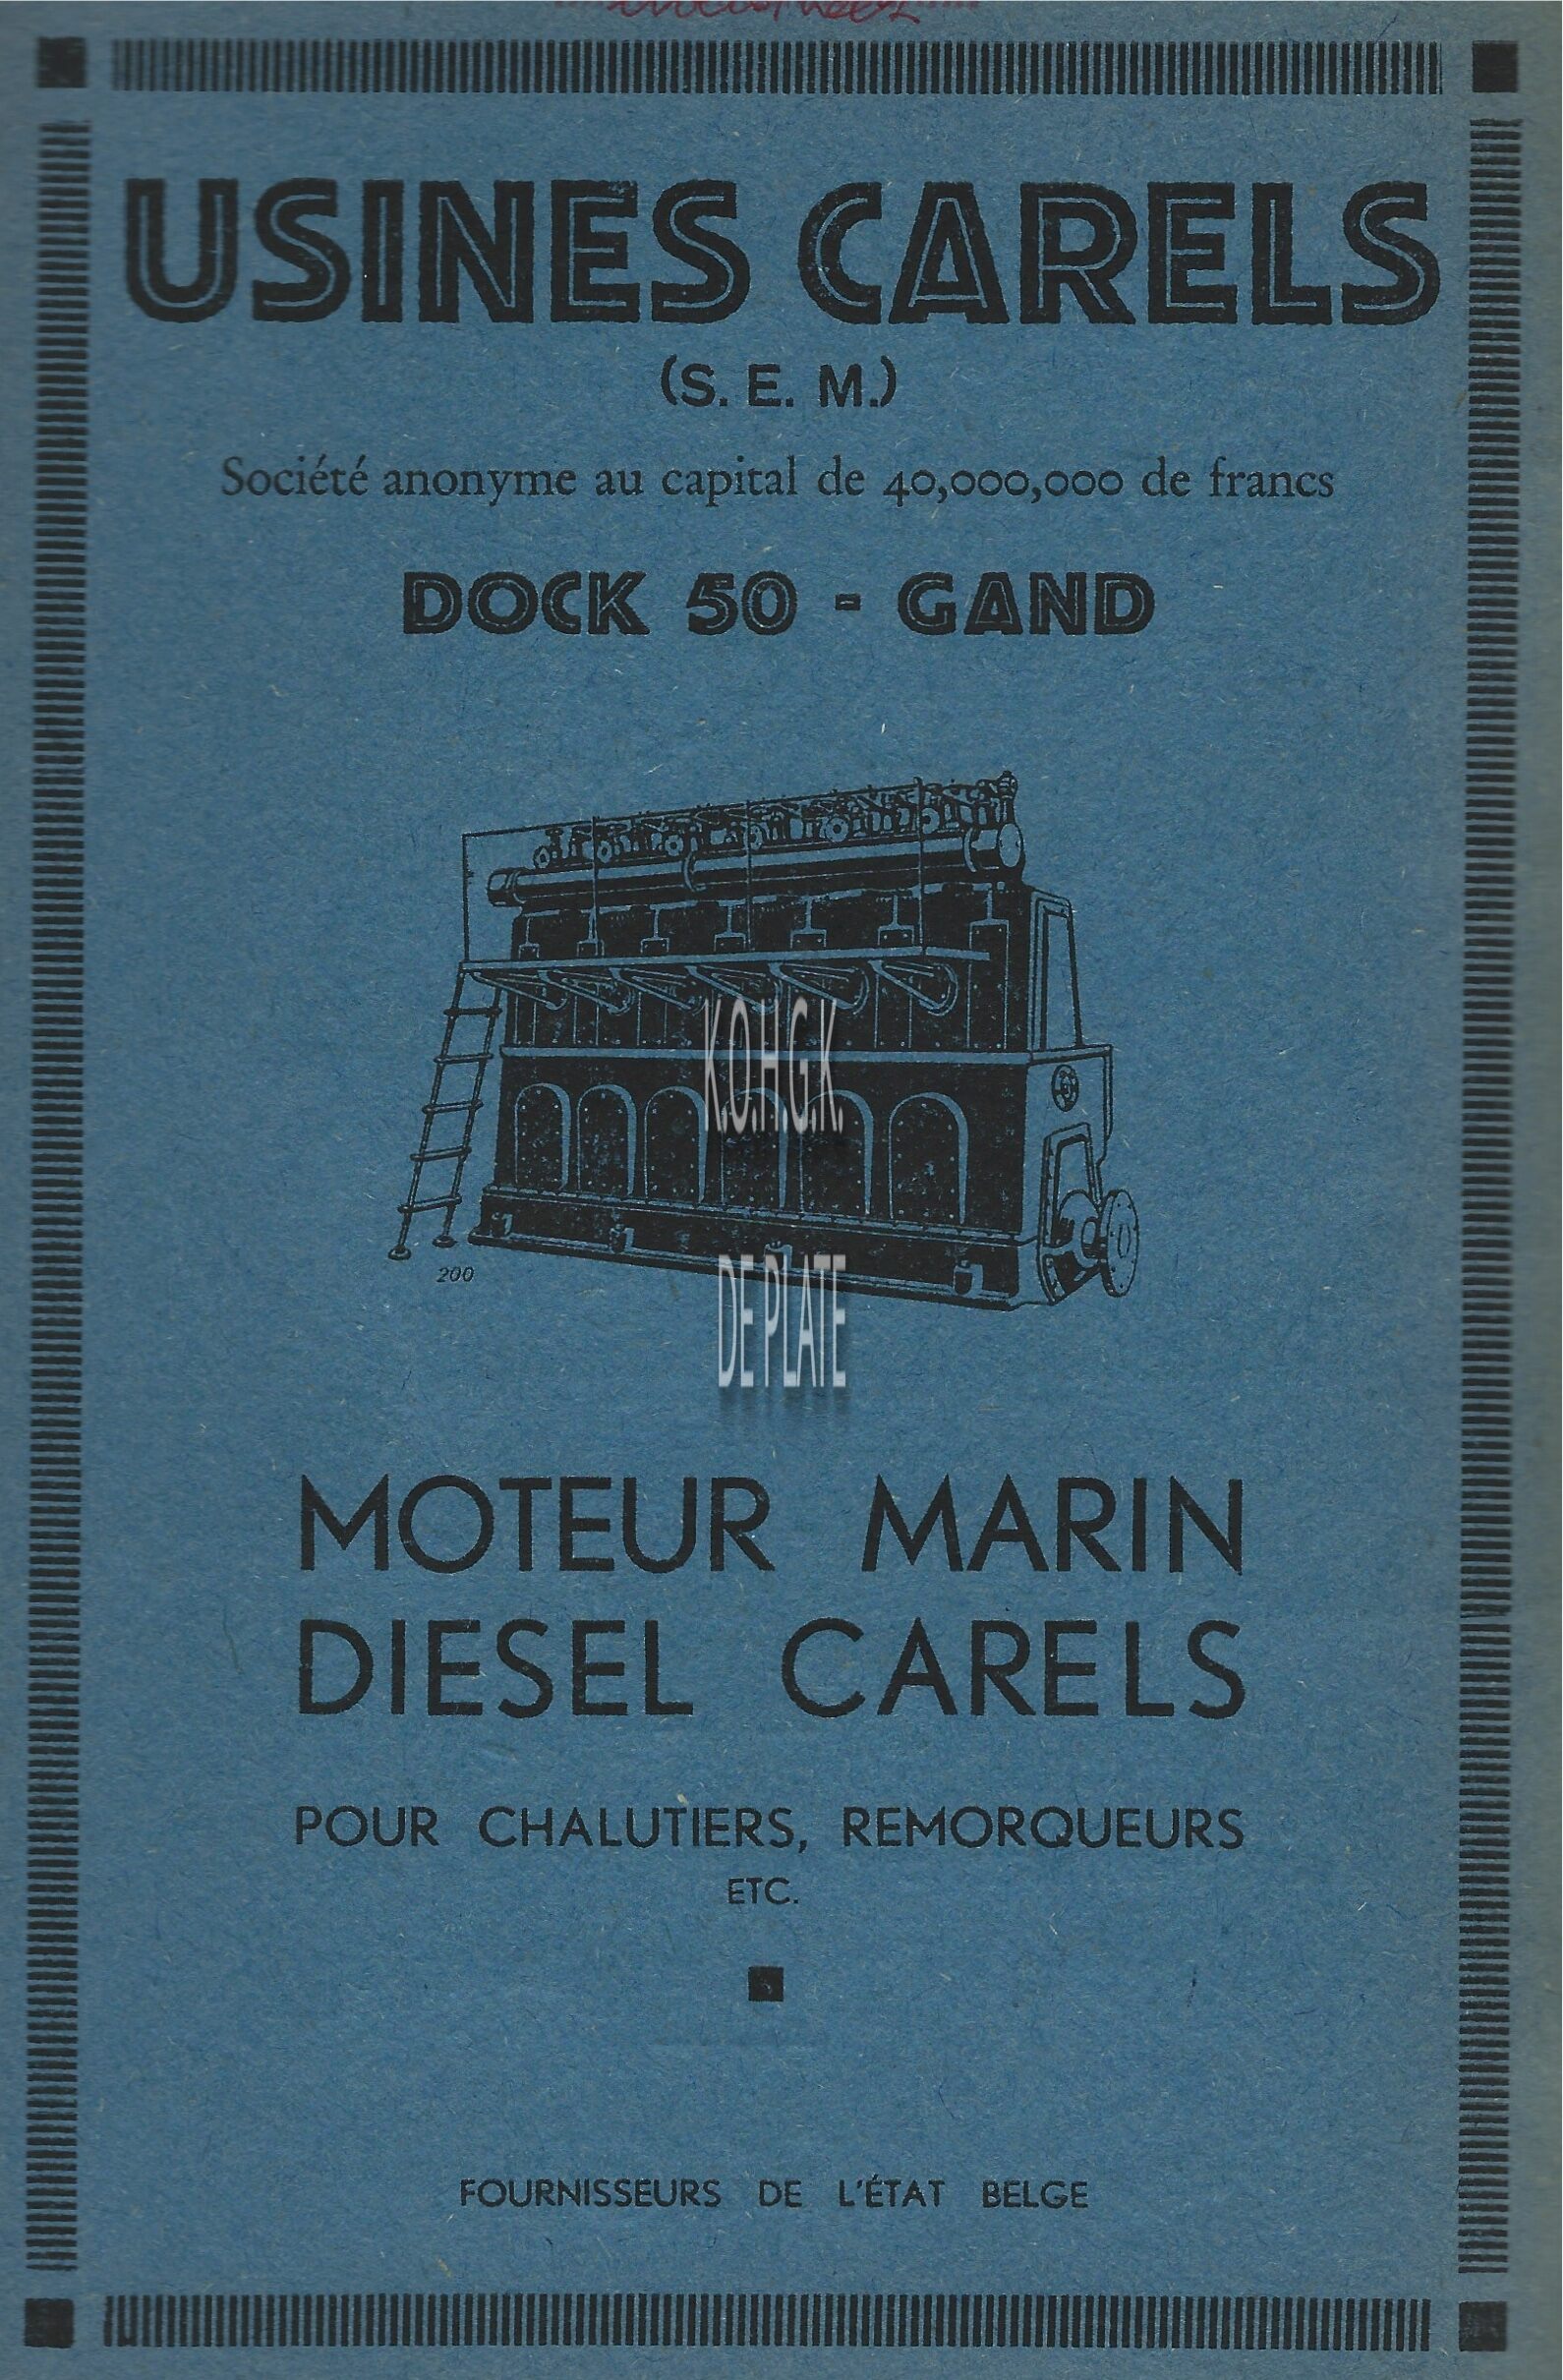 USINES CARELS
(S. E. M.)
Société anonyme au capital de 40,000,000 de francs
DOCK 50 - GAND
200
K.O.H.G.K.
DE PLATE
MOTEUR MARIN
DIESEL CARELS
POUR CHALUTIERS, REMORQUEURS
ETC.
FOURNISSEURS DE L'ÉTAT BELGE